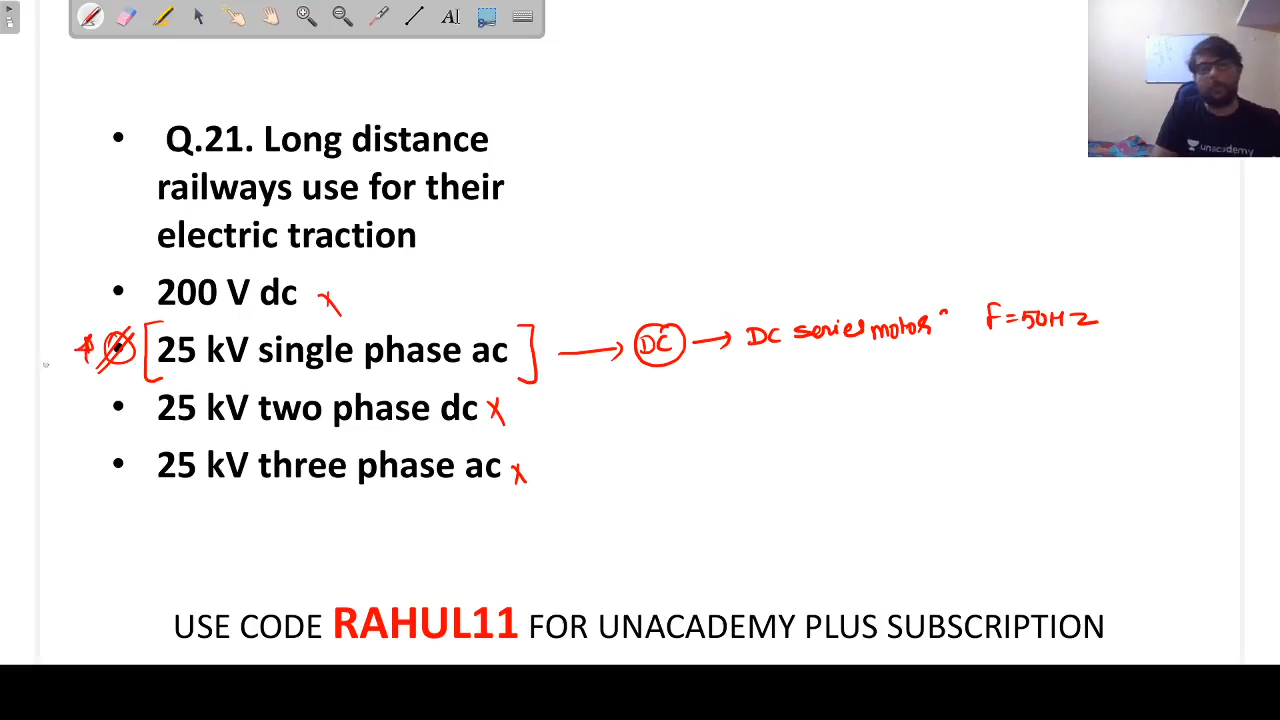 unacademy
• Q.21. Long distance
railways use for their
electric traction
• 200 V dc x
[25 kV single phase ac] → DC → DC series motor F=50HZ
• 25 kV two phase dc x
• 25 kV three phase ac x
USE CODE RAHUL11 FOR UNACADEMY PLUS SUBSCRIPTION